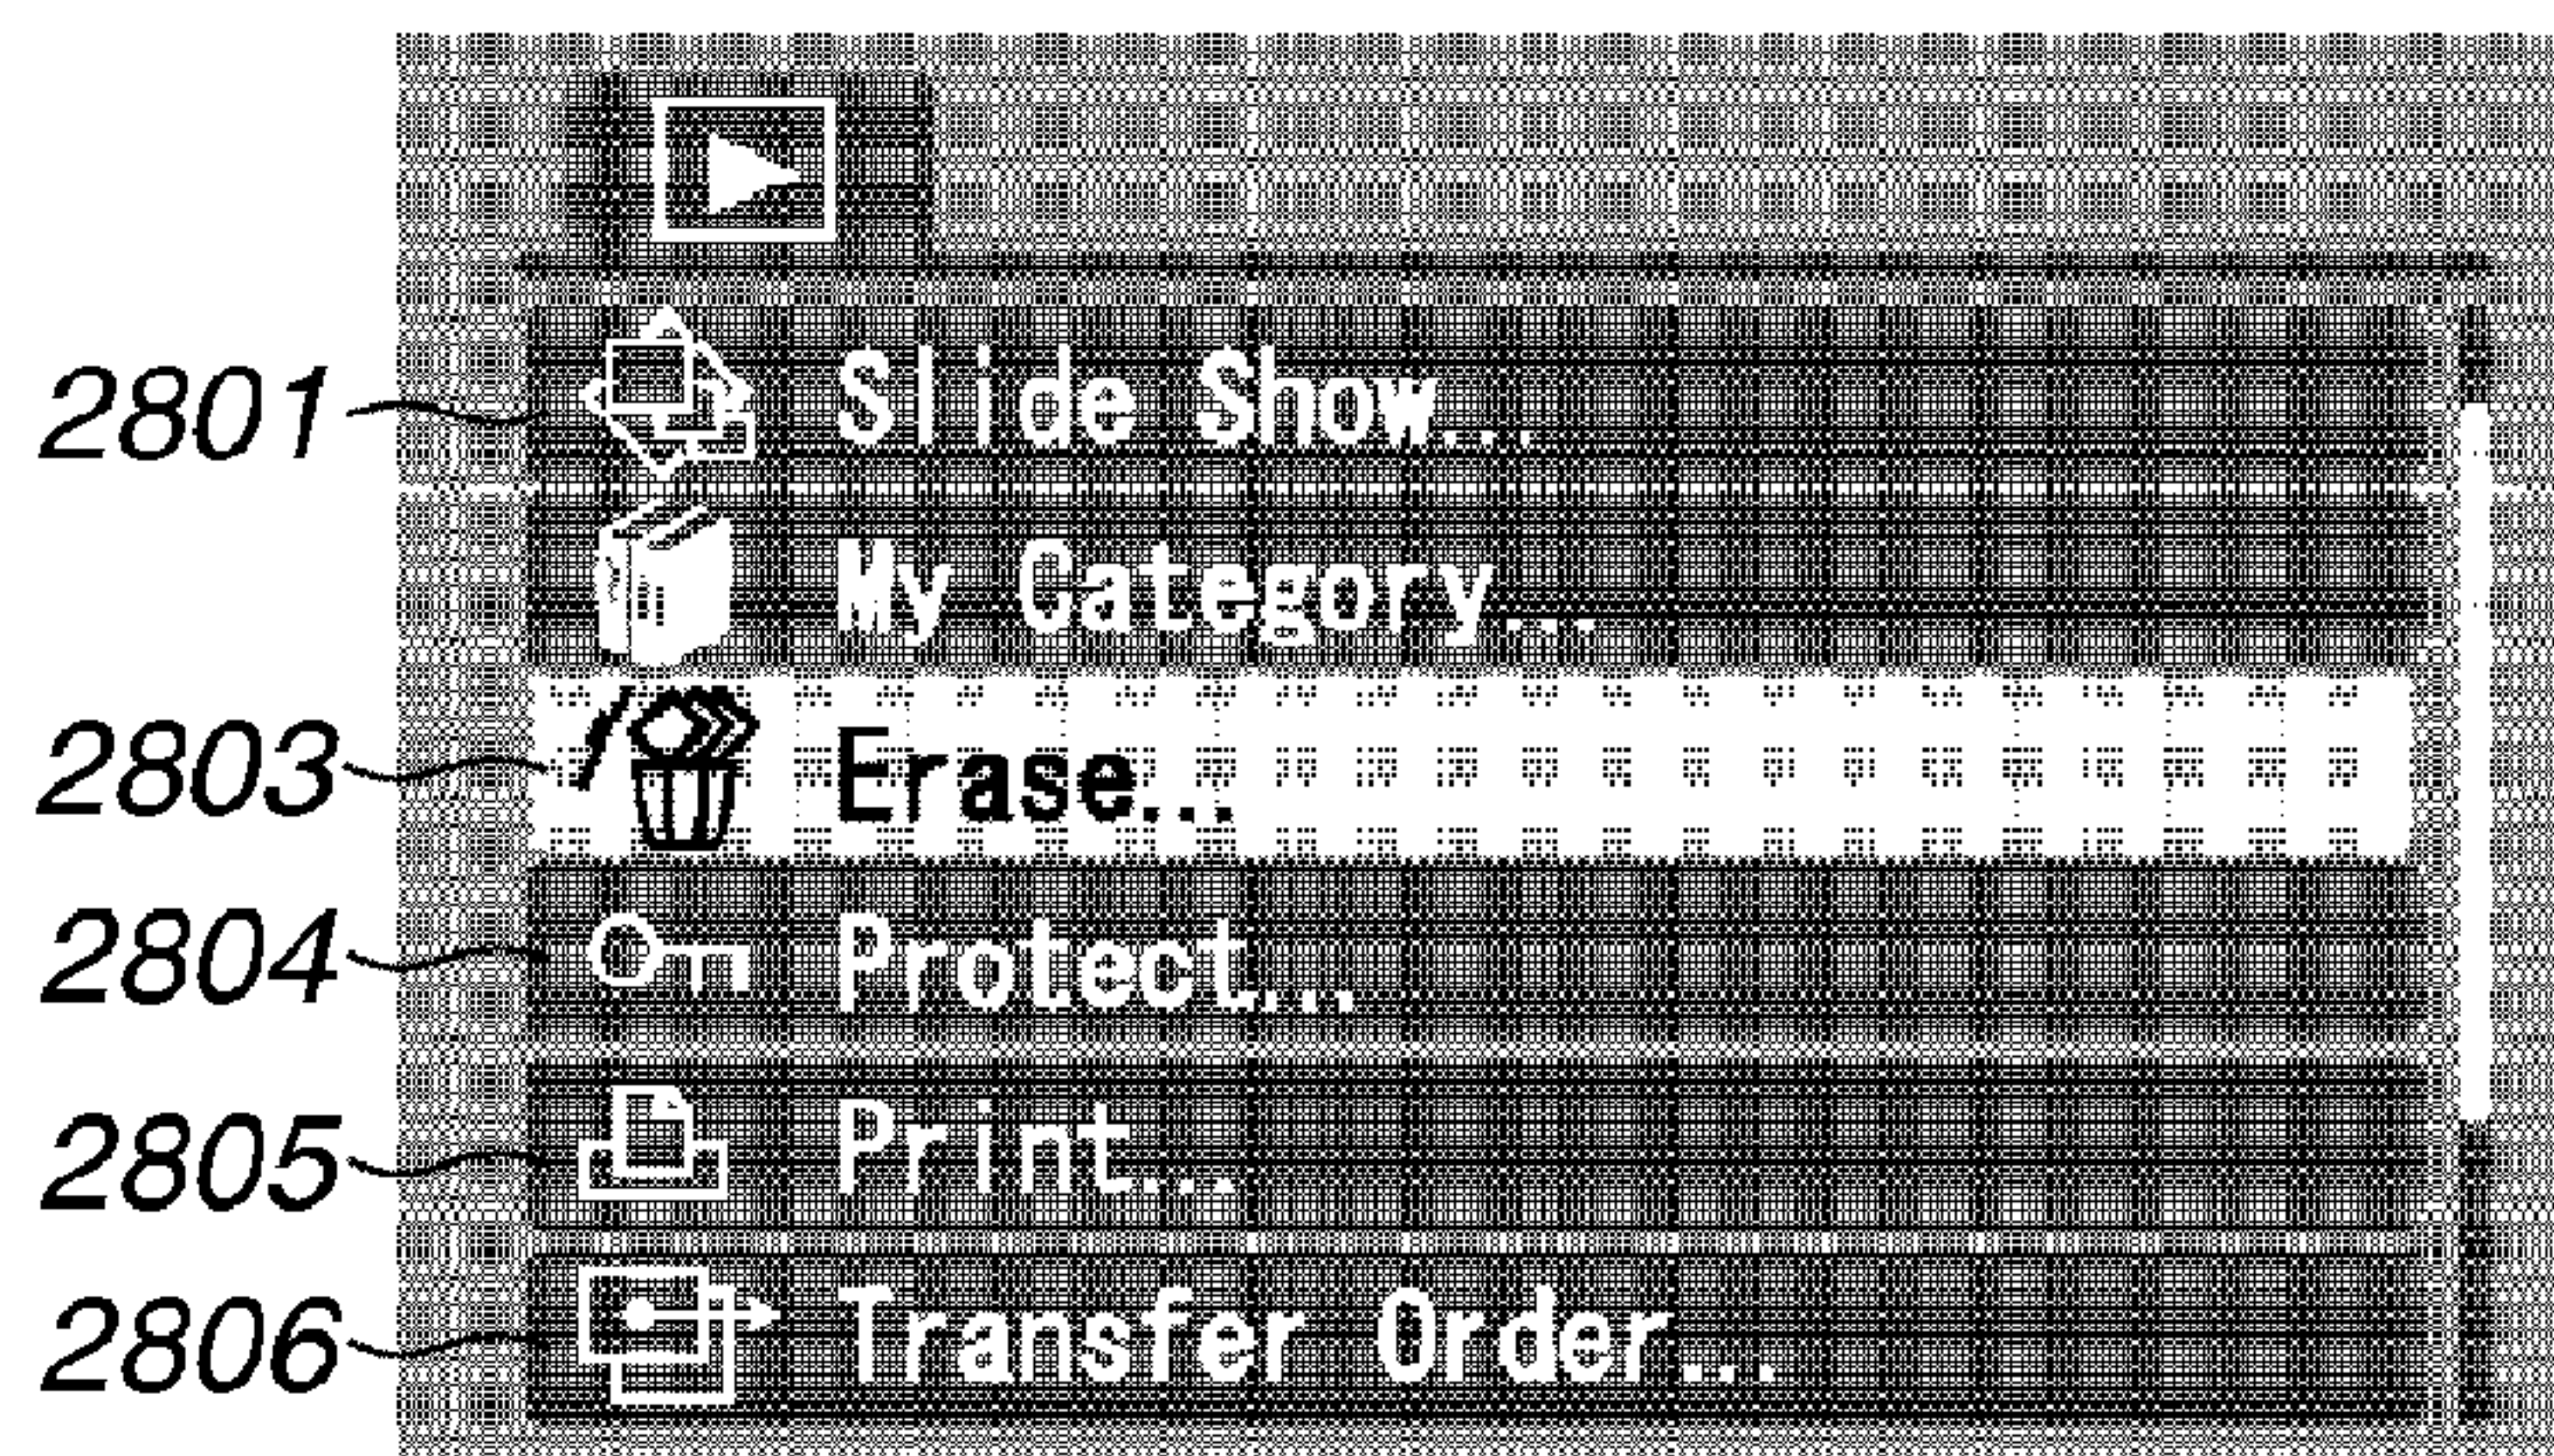 2801 Slide Show...
My Category...
2803 Erase...
2804 Protect...
2805 Print...
2806 Transfer Order...